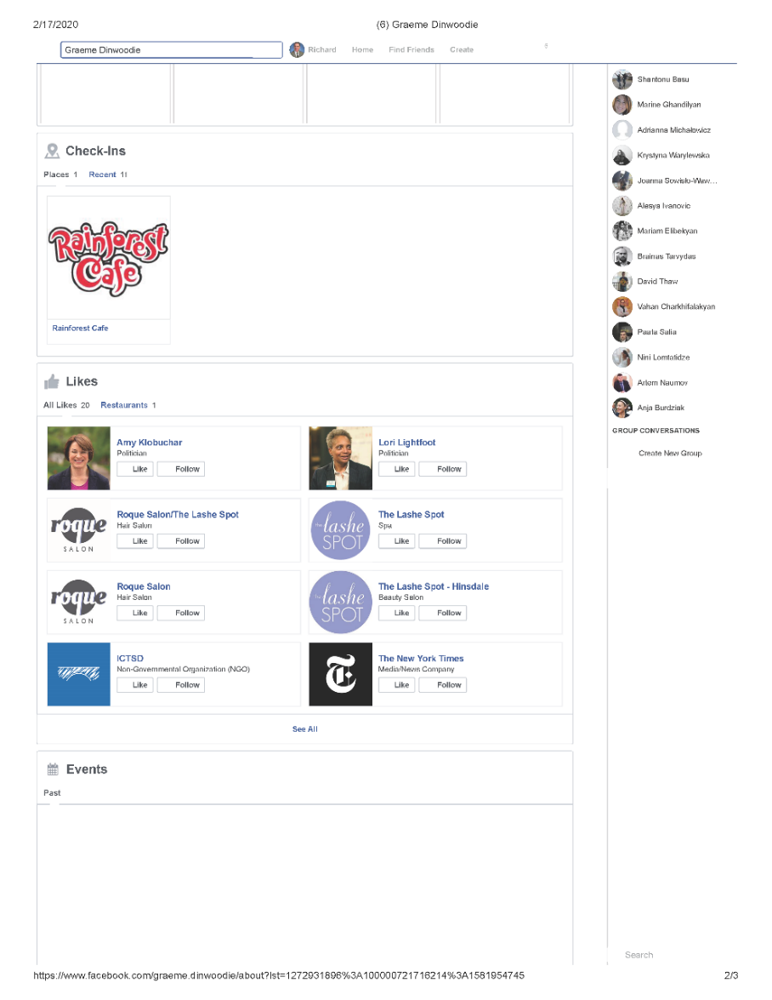 2/17/2020 (6) Graeme Dinwoodie
Graeme Dinwoodie Richard Home Find Friends Create 6
Check-Ins
Places 1 Recent 1
Rainforest Cafe
Rainforest Cafe
Likes
All Likes 20 Restaurants 1
Amy Klobuchar
Politician
Like Follow
Lori Lightfoot
Politician
Like Follow
roque SALON
Roque Salon/The Lashe Spot
Hair Salon
Like Follow
The lashe SPOT
The Lashe Spot
Spa
Like Follow
roque SALON
Roque Salon
Hair Salon
Like Follow
The lashe SPOT
The Lashe Spot - Hinsdale
Beauty Salon
Like Follow
ICTSD
Non-Governmental Organization (NGO)
Like Follow
T
The New York Times
Media/News Company
Like Follow
See All
Events
Past
Shantonu Basu
Marine Ghandilyan
Adrianna Michałowicz
Krystyna Warylewska
Joanna Sowisło-Waw...
Alesya Ivanovic
Mariam Elibekyan
Brainas Tarvydas
David Thaw
Vahan Charkhifalakyan
Paula Salia
Nini Lomtatidze
Artem Naumov
Anja Burdziak
GROUP CONVERSATIONS
Create New Group
Search
https://www.facebook.com/graeme.dinwoodie/about?lst=1272931896%3A100000721716214%3A1581954745 2/3